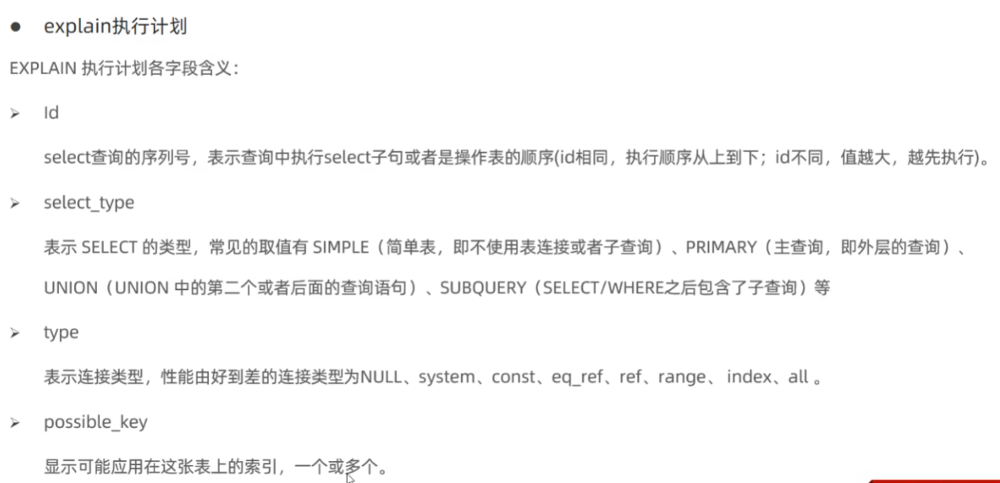 ● explain执行计划
EXPLAIN 执行计划各字段含义：
➢ Id
select查询的序列号，表示查询中执行select子句或者是操作表的顺序(id相同，执行顺序从上到下；id不同，值越大，越先执行)。
➢ select_type
表示 SELECT 的类型，常见的取值有 SIMPLE（简单表，即不使用表连接或者子查询）、PRIMARY（主查询，即外层的查询）、
UNION（UNION 中的第二个或者后面的查询语句）、SUBQUERY（SELECT/WHERE之后包含了子查询）等
➢ type
表示连接类型，性能由好到差的连接类型为NULL、system、const、eq_ref、ref、range、 index、all 。
➢ possible_key
显示可能应用在这张表上的索引，一个或多个。